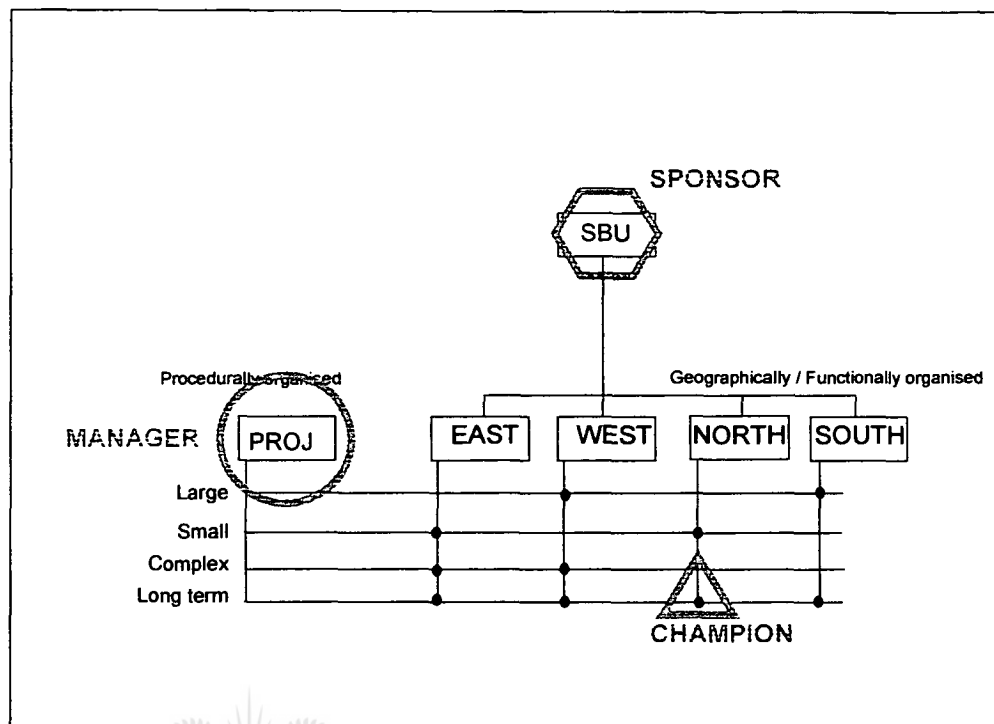 SPONSOR
SBU
Procedurally organised
Geographically / Functionally organised
MANAGER
PROJ
EAST
WEST
NORTH
SOUTH
Large
Small
Complex
Long term
CHAMPION